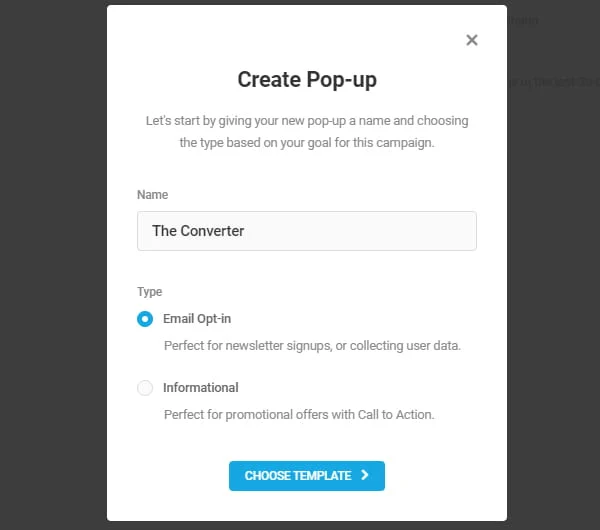 Create Pop-up
Let's start by giving your new pop-up a name and choosing
the type based on your goal for this campaign.
Name
The Converter
Type
Email Opt-in
Perfect for newsletter signups, or collecting user data.
Informational
Perfect for promotional offers with Call to Action.
CHOOSE TEMPLATE